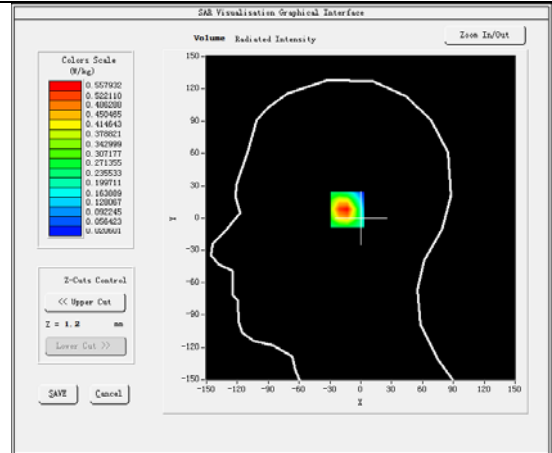 SAR Visualisation Graphical Interface
Volume Radiated Intensity
Zoom In/Out
Colors Scale
(W/kg)
0.557932
0.522110
0.486288
0.450465
0.414643
0.378821
0.342999
0.307177
0.271355
0.235533
0.199711
0.163889
0.128067
0.092245
0.056423
0.020601
Z-Cuts Control
<< Upper Cut
Z = 1.2 mm
Lower Cut >>
SAVE Cancel
150
120
90
60
30
0
-30
-60
-90
-120
-150
Y
-150 -120 -90 -60 -30 0 30 60 90 120 150
X